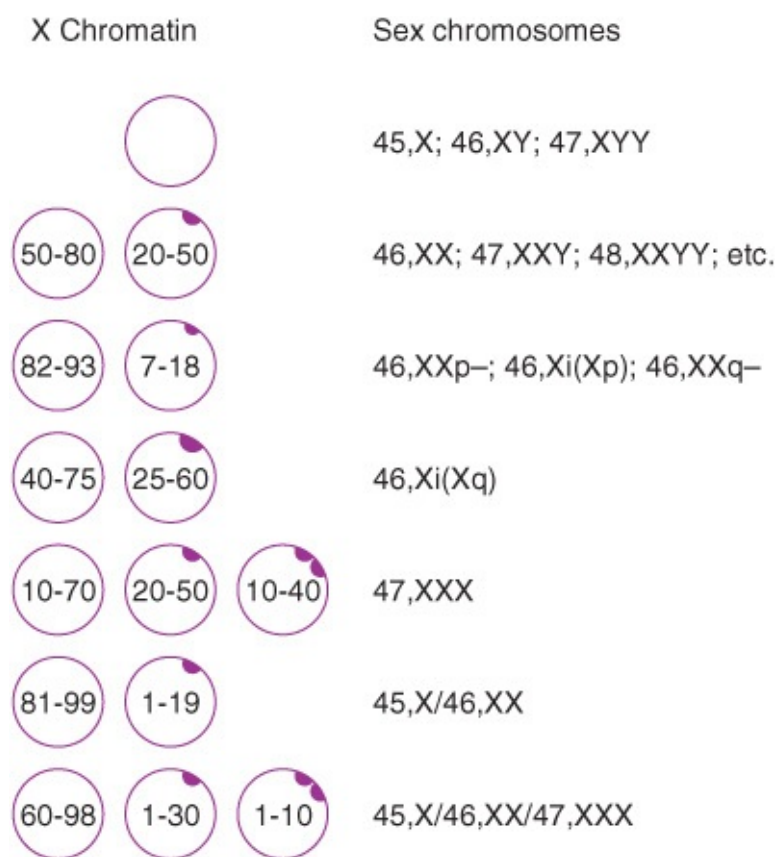 X Chromatin Sex chromosomes
45,X; 46,XY; 47,XYY
50-80 20-50 46,XX; 47,XXY; 48,XXYY; etc.
82-93 7-18 46,XXp–; 46,Xi(Xp); 46,XXq–
40-75 25-60 46,Xi(Xq)
10-70 20-50 10-40 47,XXX
81-99 1-19 45,X/46,XX
60-98 1-30 1-10 45,X/46,XX/47,XXX